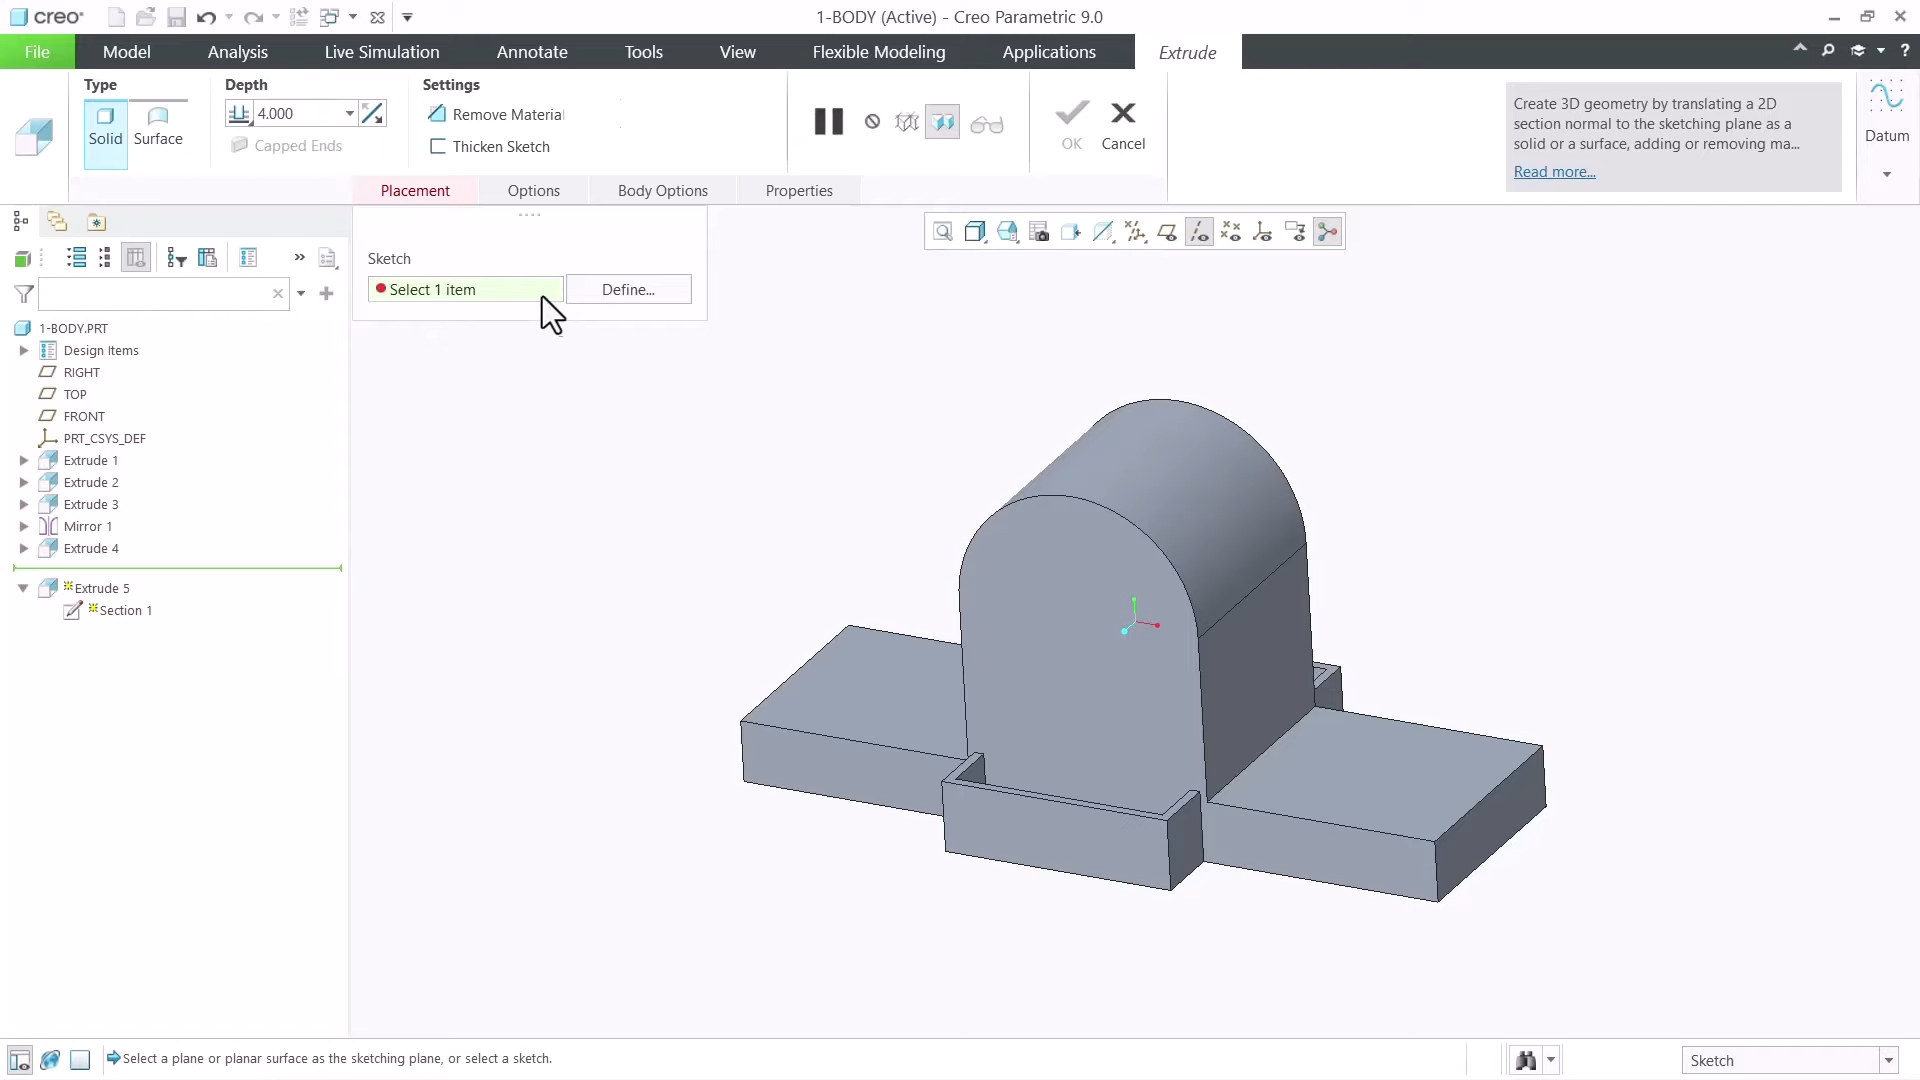 creo®
1-BODY (Active) - Creo Parametric 9.0
File
Model
Analysis
Live Simulation
Annotate
Tools
View
Flexible Modeling
Applications
Extrude
?
Type
Solid
Surface
Depth
4.000
Capped Ends
Settings
Remove Material
Thicken Sketch
OK
Cancel
Create 3D geometry by translating a 2D
section normal to the sketching plane as a
solid or a surface, adding or removing ma...
Read more...
Datum
Placement
Options
Body Options
Properties
Sketch
Select 1 item
Define...
1-BODY.PRT
Design Items
RIGHT
TOP
FRONT
PRT_CSYS_DEF
Extrude 1
Extrude 2
Extrude 3
Mirror 1
Extrude 4
Extrude 5
Section 1
Select a plane or planar surface as the sketching plane, or select a sketch.
Sketch